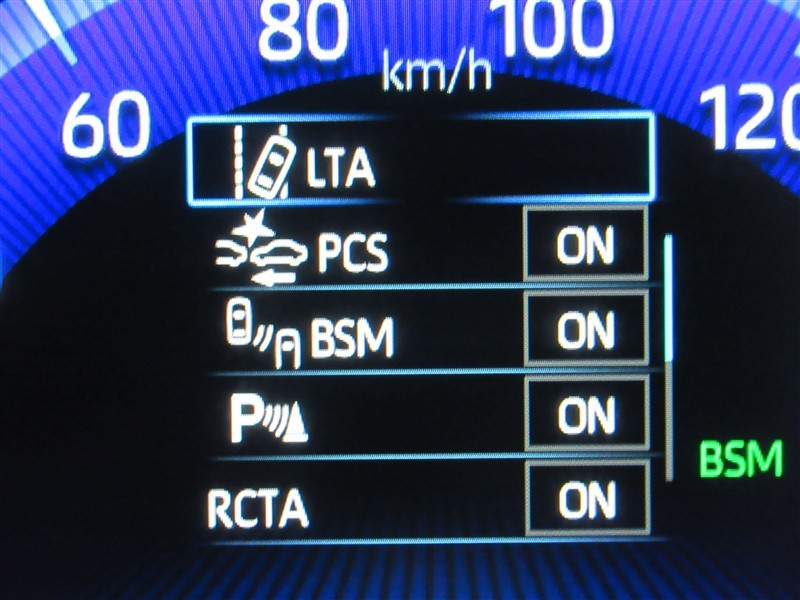 80 100
km/h
60 120
LTA
PCS ON
BSM ON
P ON
BSM
RCTA ON